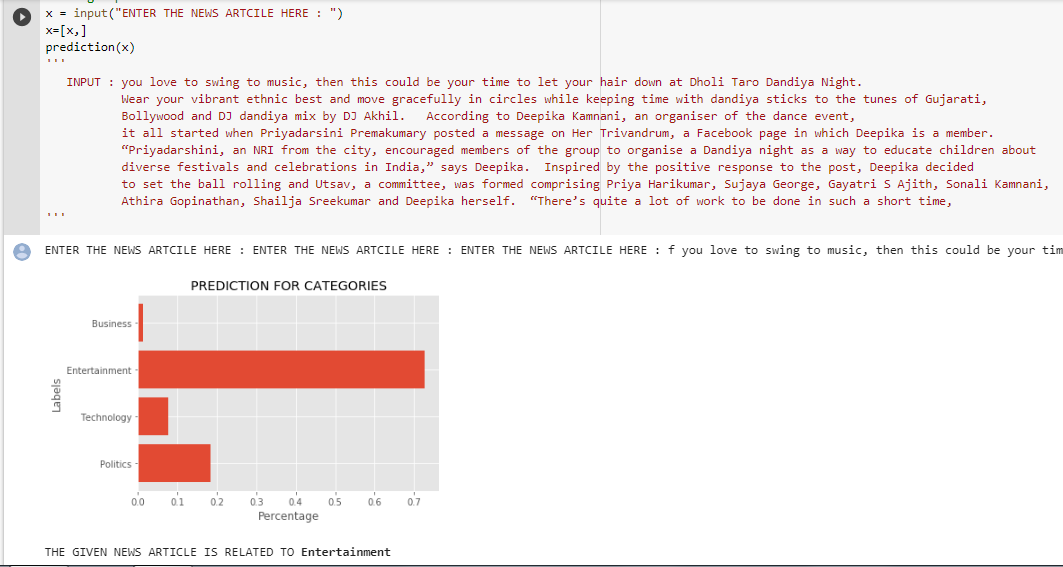 x = input("ENTER THE NEWS ARTCILE HERE : ")
x=[x,]
prediction(x)
'''
INPUT : you love to swing to music, then this could be your time to let your hair down at Dholi Taro Dandiya Night.
Wear your vibrant ethnic best and move gracefully in circles while keeping time with dandiya sticks to the tunes of Gujarati,
Bollywood and DJ dandiya mix by DJ Akhil.   According to Deepika Kamnani, an organiser of the dance event,
it all started when Priyadarsini Premakumary posted a message on Her Trivandrum, a Facebook page in which Deepika is a member.
“Priyadarshini, an NRI from the city, encouraged members of the group to organise a Dandiya night as a way to educate children about
diverse festivals and celebrations in India,” says Deepika.  Inspired by the positive response to the post, Deepika decided
to set the ball rolling and Utsav, a committee, was formed comprising Priya Harikumar, Sujaya George, Gayatri S Ajith, Sonali Kamnani,
Athira Gopinathan, Shailja Sreekumar and Deepika herself.  “There’s quite a lot of work to be done in such a short time,
'''
ENTER THE NEWS ARTCILE HERE : ENTER THE NEWS ARTCILE HERE : ENTER THE NEWS ARTCILE HERE : f you love to swing to music, then this could be your tim
PREDICTION FOR CATEGORIES
Business
Entertainment
Technology
Politics
Labels
0.0 0.1 0.2 0.3 0.4 0.5 0.6 0.7
Percentage
THE GIVEN NEWS ARTICLE IS RELATED TO Entertainment